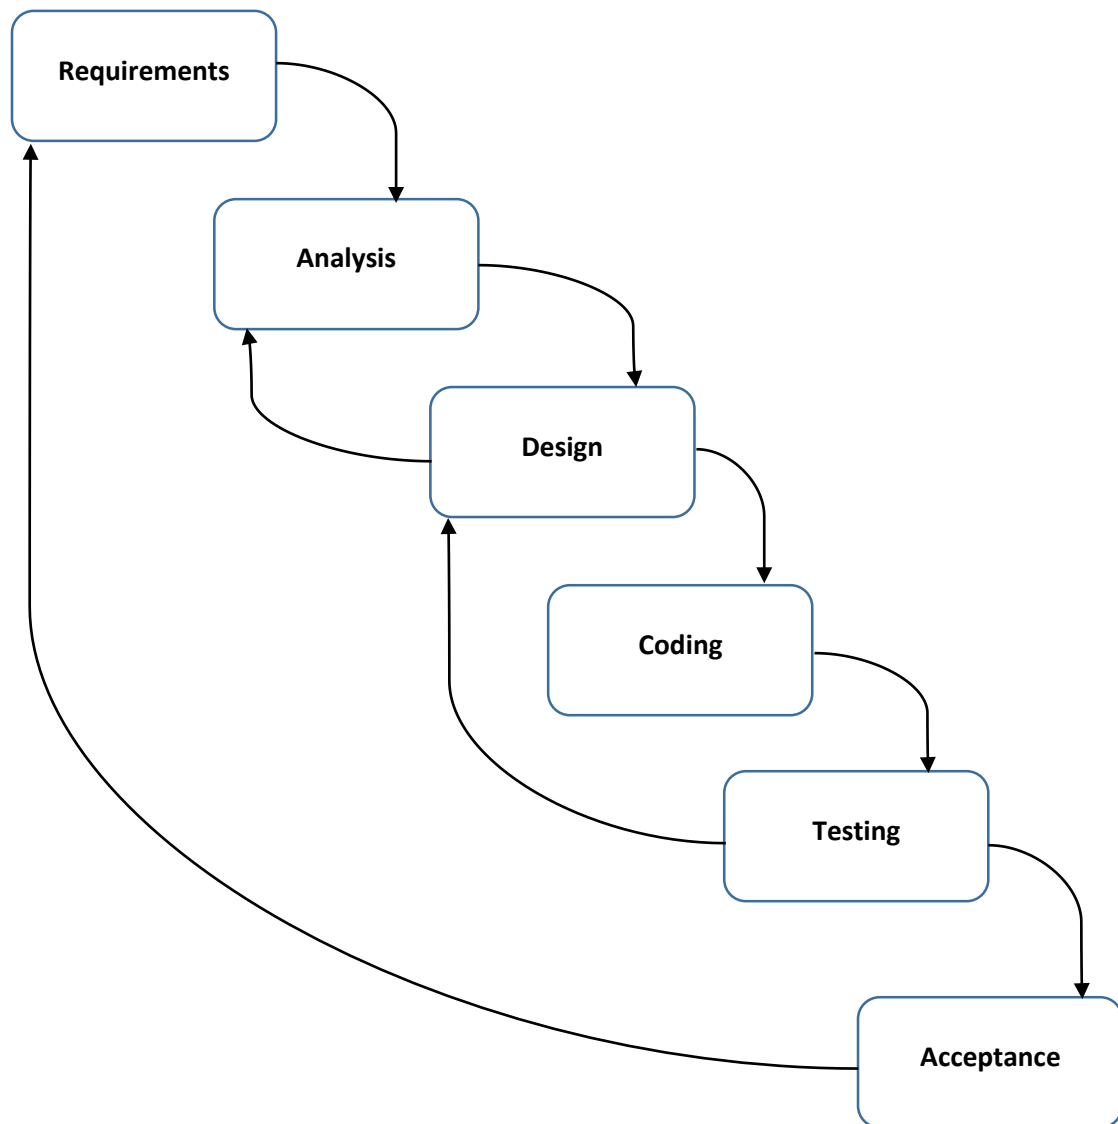 Requirements
Analysis
Design
Coding
Testing
Acceptance